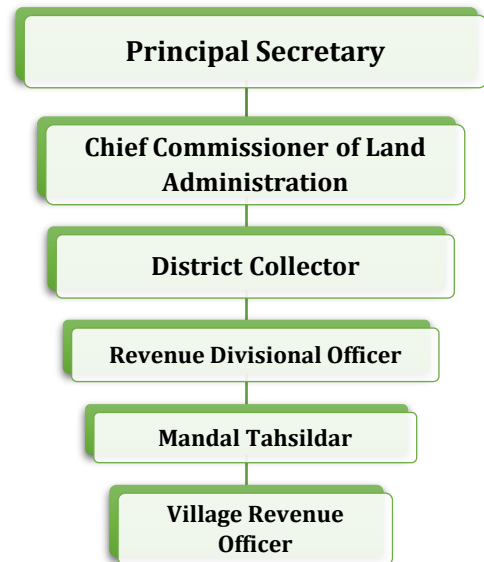 Principal Secretary
Chief Commissioner of Land
Administration
District Collector
Revenue Divisional Officer
Mandal Tahsildar
Village Revenue
Officer